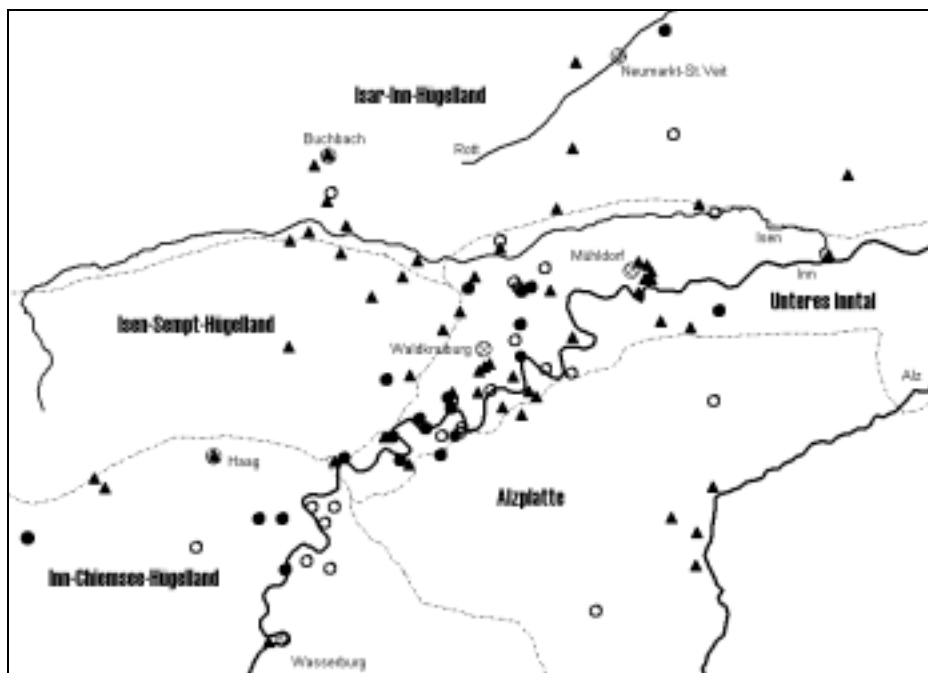 Neumarkt-St. Veit
Isar-Inn-Hügelland
Buchbach
Rott
Isen
Mühldorf
Inn
Unteres Inntal
Isen-Sempt-Hügelland
Waldkraiburg
Alz
Haag
Alzplatte
Inn-Chiemsee-Hügelland
Wasserburg